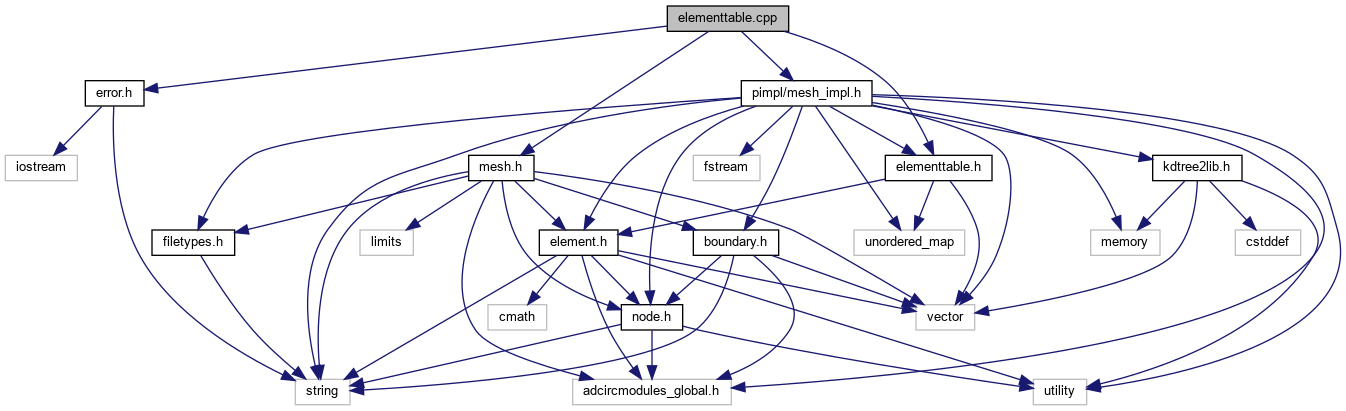 elementtable.cpp
error.h
pimpl/mesh_impl.h
iostream
mesh.h
fstream
elementtable.h
kdtree2lib.h
filetypes.h
limits
element.h
boundary.h
unordered_map
memory
cstddef
cmath
node.h
vector
string
adcircmodules_global.h
utility